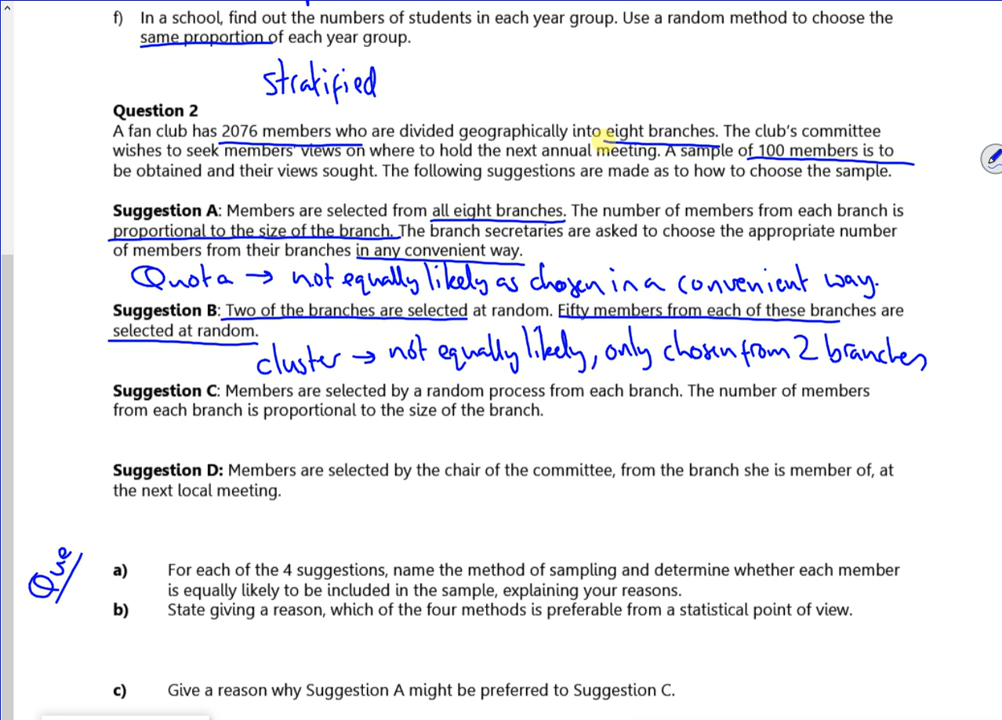 f) In a school, find out the numbers of students in each year group. Use a random method to choose the
same proportion of each year group.
stratified
Question 2
A fan club has 2076 members who are divided geographically into eight branches. The club's committee
wishes to seek members' views on where to hold the next annual meeting. A sample of 100 members is to
be obtained and their views sought. The following suggestions are made as to how to choose the sample.
Suggestion A: Members are selected from all eight branches. The number of members from each branch is
proportional to the size of the branch. The branch secretaries are asked to choose the appropriate number
of members from their branches in any convenient way.
Quota → not equally likely as chosen in a convenient way.
Suggestion B: Two of the branches are selected at random. Fifty members from each of these branches are
selected at random.
cluster → not equally likely, only chosen from 2 branches
Suggestion C: Members are selected by a random process from each branch. The number of members
from each branch is proportional to the size of the branch.
Suggestion D: Members are selected by the chair of the committee, from the branch she is member of, at
the next local meeting.
Que
a) For each of the 4 suggestions, name the method of sampling and determine whether each member
is equally likely to be included in the sample, explaining your reasons.
b) State giving a reason, which of the four methods is preferable from a statistical point of view.
c) Give a reason why Suggestion A might be preferred to Suggestion C.